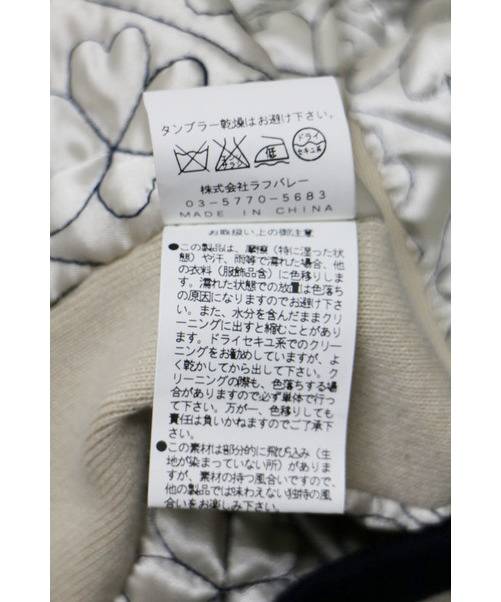 タンブラー乾燥はお避け下さい。
エンソサラシ
低
ドライ
セキユ系
株式会社ラフバレー
03-5770-5683
MADE IN CHINA
お取扱い上の御注意
●この製品は、摩擦（特に湿った状
態）や汗、雨等で濡れた場合、他
の衣料（服飾品含）に色移りしま
す。濡れた状態での放置は色落ち
の原因になりますのでお避け下さ
い。また、水分を含んだままクリ
ーニングに出すと縮むことがあり
ます。ドライセキユ系でのクリー
ニングをお勧めしていますが、よ
く乾かしてから出して下さい。ク
リーニングの際も、色落ちする場
合がありますので必ず単体で行っ
て下さい。万が一、色移りしても
責任は負いかねますのでご了承下
さい。
●この素材は部分的に飛び込み（生
地が染まっていない所）がありま
すが、素材の持つ風合いですので、
他の製品では味わえない独特の風
合いをお楽しみ下さい。